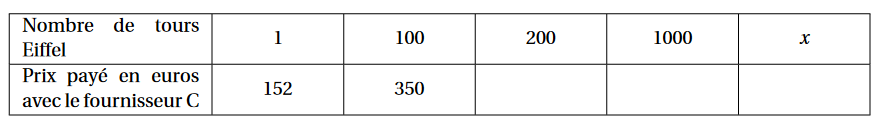 Nombre de tours
Eiffel
1
100
200
1000
x
Prix payé en euros
avec le fournisseur C
152
350